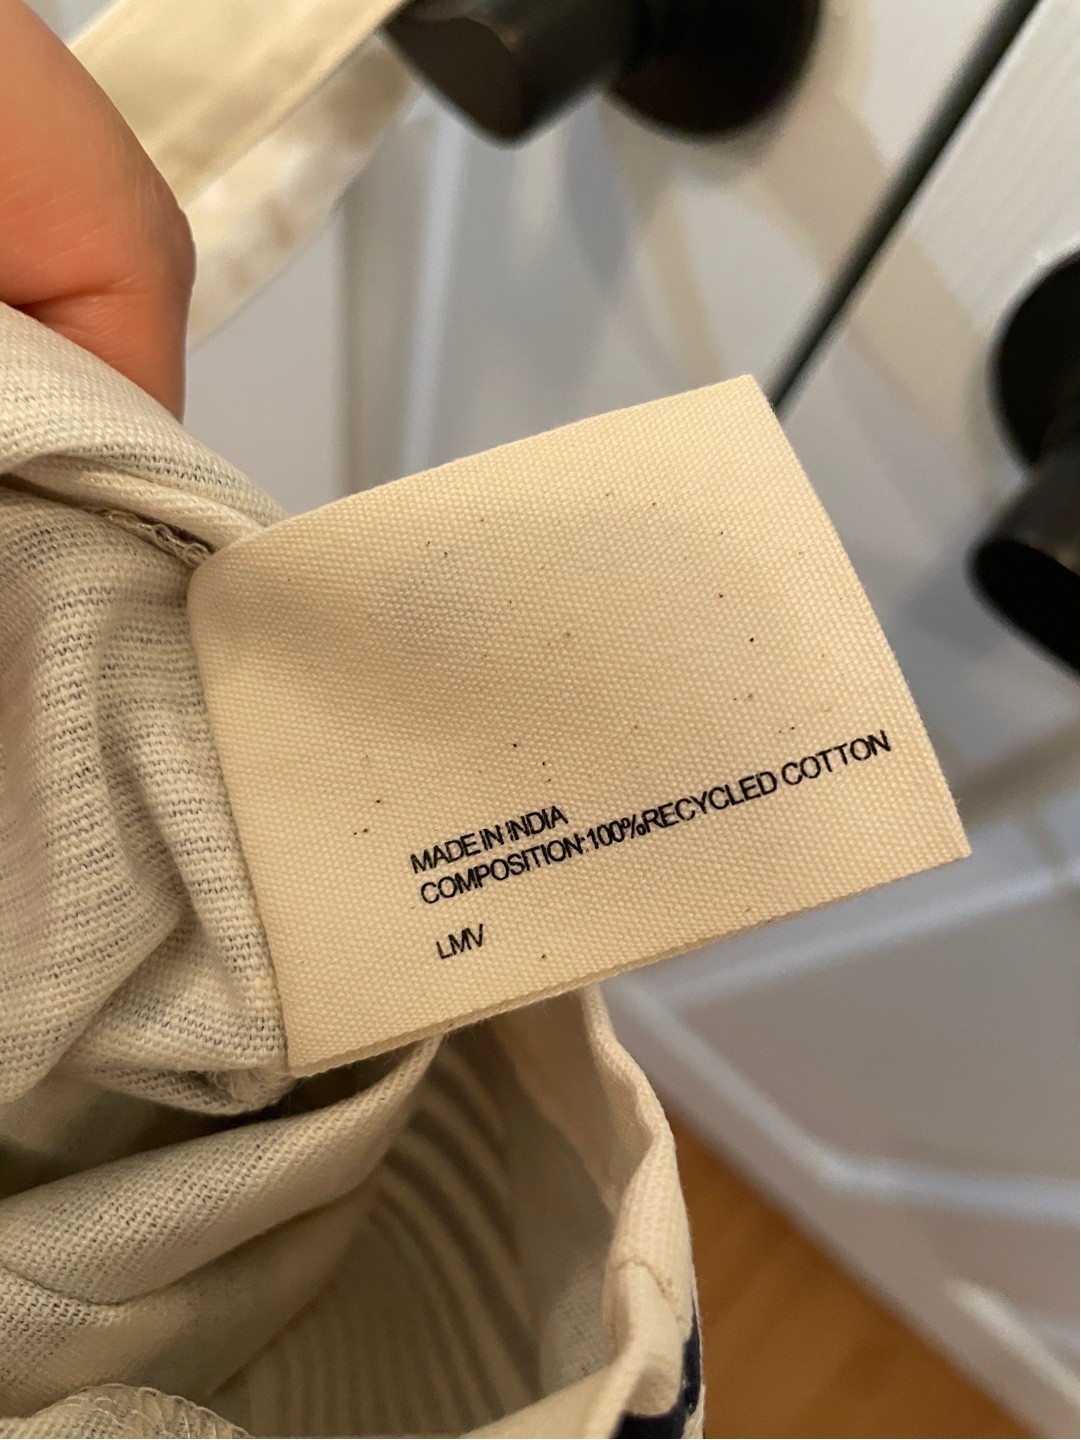 MADE IN INDIA
COMPOSITION:100%RECYCLED COTTON
LMV